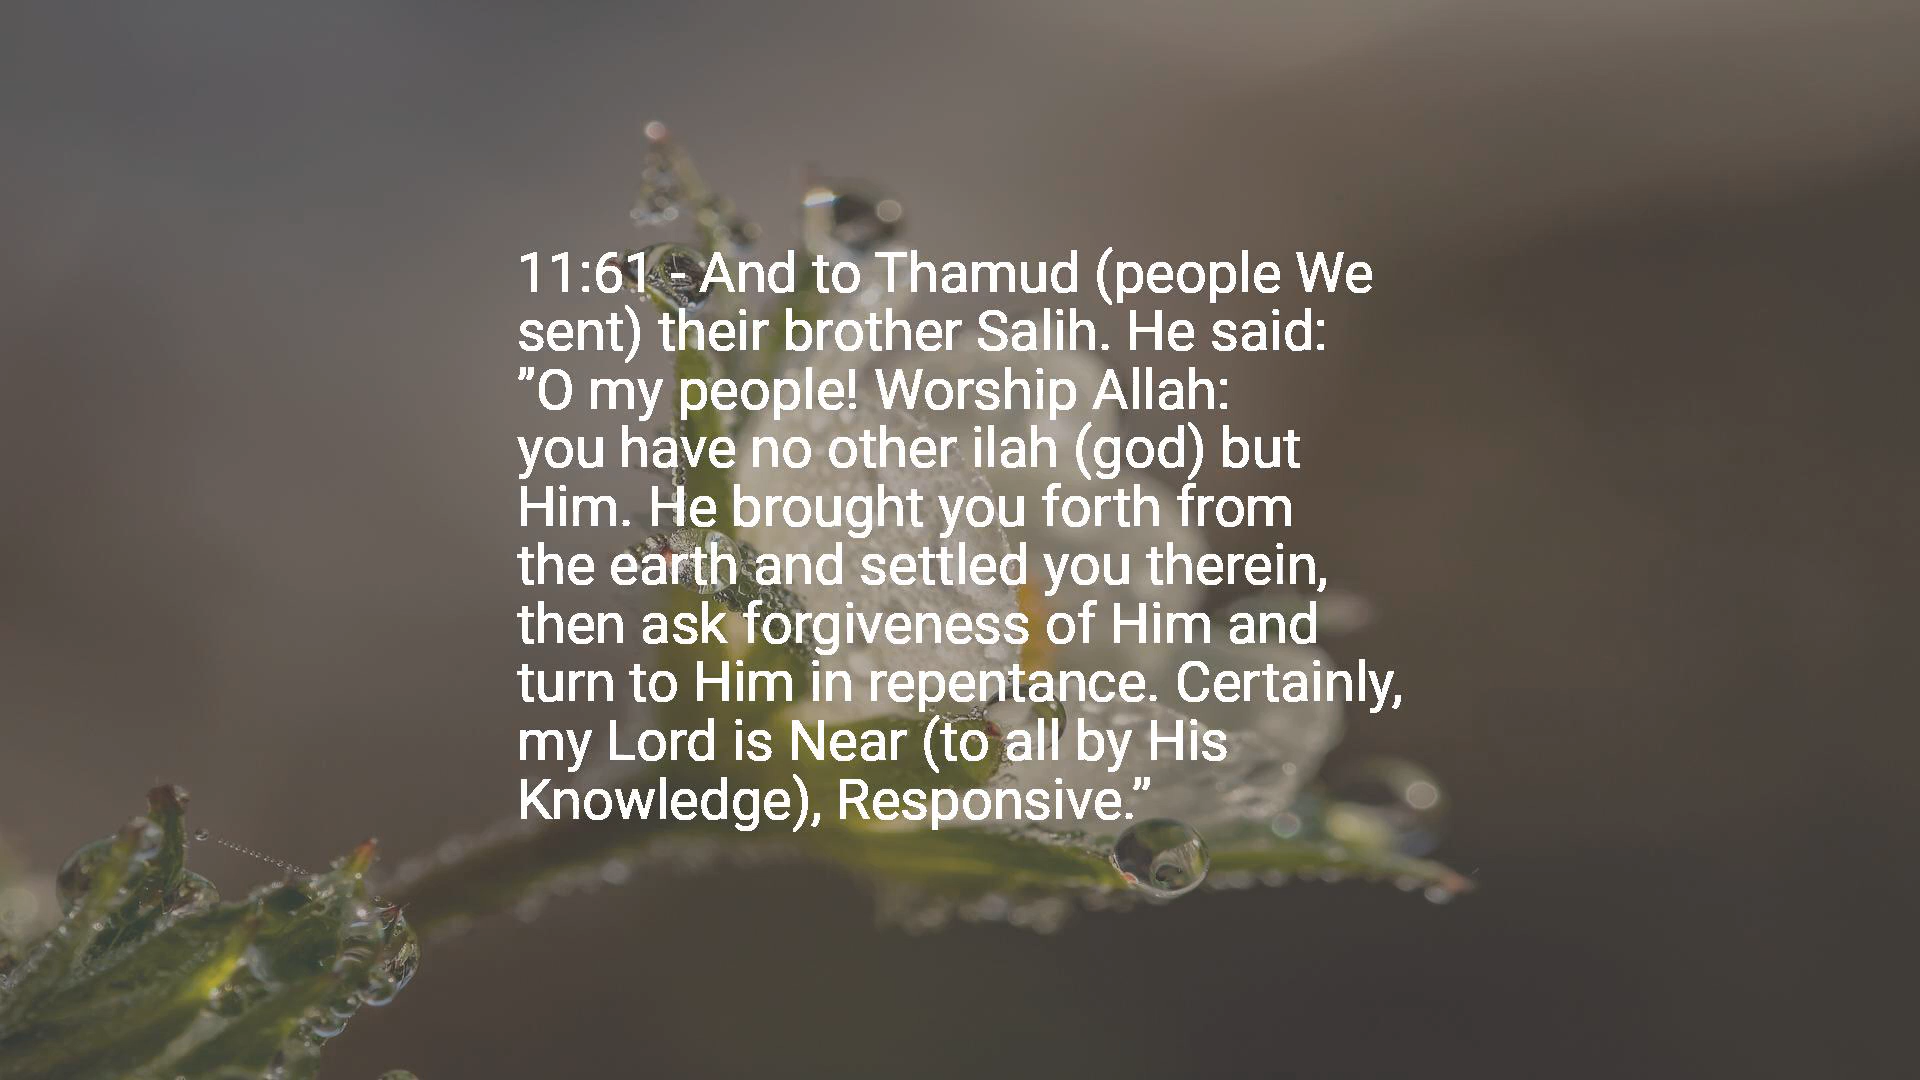 11:61 - And to Thamud (people We
sent) their brother Salih. He said:
”O my people! Worship Allah:
you have no other ilah (god) but
Him. He brought you forth from
the earth and settled you therein,
then ask forgiveness of Him and
turn to Him in repentance. Certainly,
my Lord is Near (to all by His
Knowledge), Responsive.”